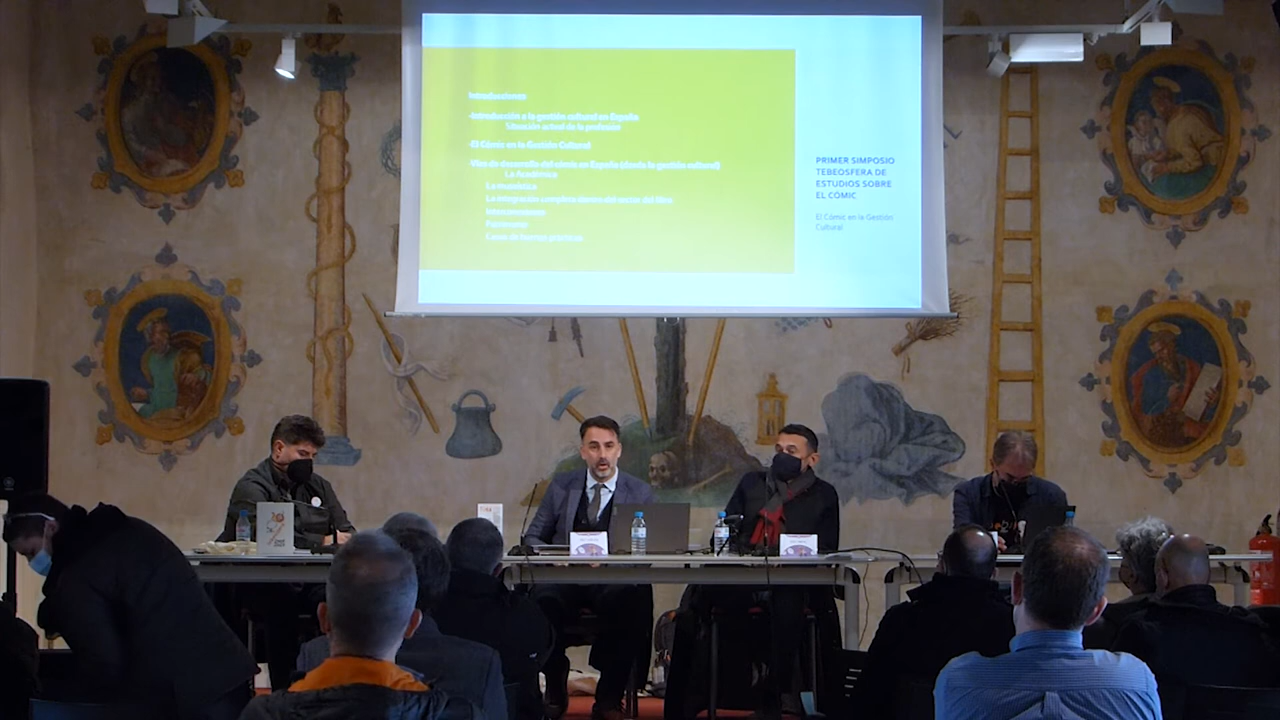 Introducciones
-Introducción a la gestión cultural en España
Situación actual de la profesión
-El Cómic en la Gestión Cultural
-Vías de desarrollo del cómic en España (desde la gestión cultural)
La Académica
La muralística
La integración completa dentro del sector del libro
Casos de buenas prácticas
PRIMER SIMPOSIO
TEBEOSFERA DE
ESTUDIOS SOBRE
EL CÓMIC
El Cómic en la Gestión
Cultural